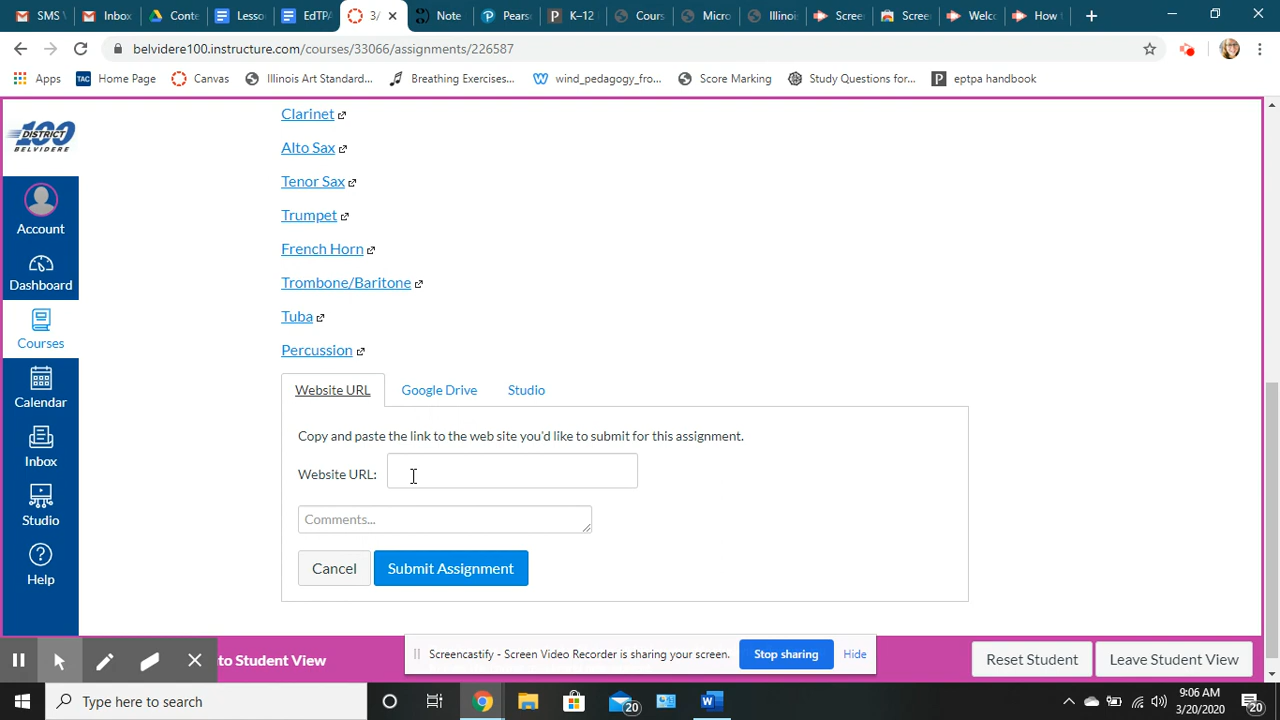 SMS
Inbox
Conte
Lesso
EdTPA
3/
Note
Pears
K–12
Cours
Micro
Illinoi
Scree
Scree
Welco
How
belvidere100.instructure.com/courses/33066/assignments/226587
Apps
TAC
Home Page
Canvas
Illinois Art Standard...
Breathing Exercises...
wind_pedagogy_fro...
Score Marking
Study Questions for...
eptpa handbook
DISTRICT
100
BELVIDERE
Account
Dashboard
Courses
Calendar
Inbox
Studio
Help
Clarinet
Alto Sax
Tenor Sax
Trumpet
French Horn
Trombone/Baritone
Tuba
Percussion
Website URL
Google Drive
Studio
Copy and paste the link to the web site you'd like to submit for this assignment.
Website URL:
Comments...
Cancel
Submit Assignment
to Student View
Screencastify - Screen Video Recorder is sharing your screen.
Stop sharing
Hide
Reset Student
Leave Student View
Type here to search
20
9:06 AM
3/20/2020
20